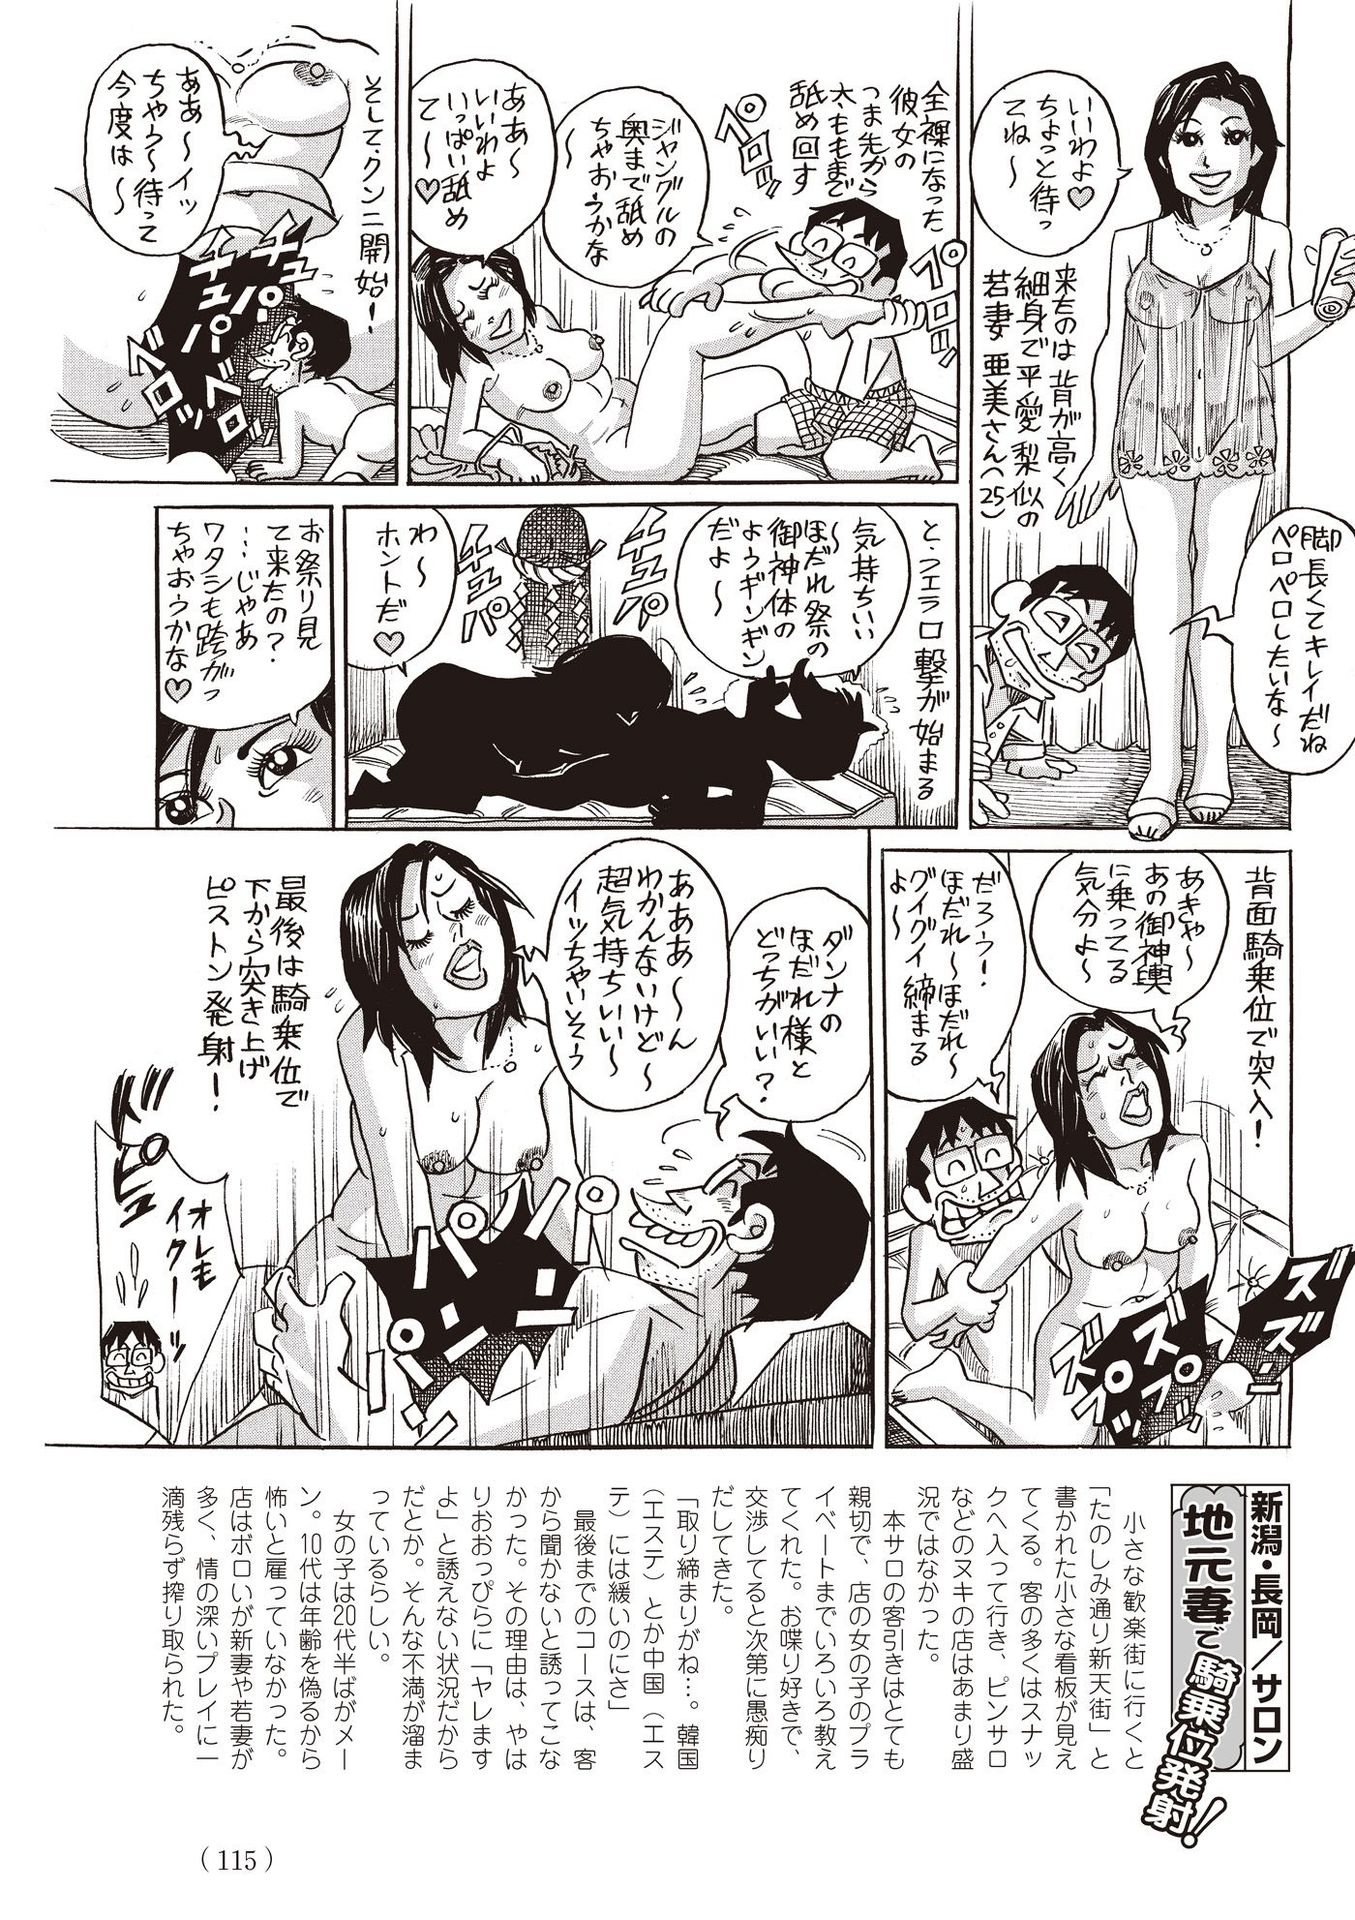 いいわよ♡
ちょっと待っ
てね〜
来たのは背が高く
細身で平愛梨似の
若妻 亜美さん(25)
脚長くてキレイだね
ペロペロしたいな〜
全裸になった
彼女の
つま先から
太ももまで
舐め回す
ペロ
ペロッ
ペロ
ペロッ
ジャングルの
奥まで舐め
ちゃおうかな
〜
ああ〜
いいわよ
いっぱい舐め
て〜♡
そして、クンニ開始！
ああ〜イッ
ちゃう〜待って
今度は〜
チュパ
チュパ
ベロ
ベロッ
と、フェラ口撃が始まる
気持ちいい
〜ほだれ祭の
御神体の
ようギンギン
だよ〜
チュパ
チュパ
わ〜
ホントだ♡
お祭り見
て来たの？
…じゃあ
ワタシも跨がっ
ちゃおうかな♡
背面騎乗位で突入！
あきゃ〜
あの御神輿
に乗ってる
気分よ〜
だろう！
ほだれ〜ほだれ〜
グイグイ締まる
よ〜
ズズ…
ズブッ
ズブッ
ダンナの
ほだれ様と
どっちがいい？
あああ〜ん
わかんないけど〜
超気持ちいい〜
イッちゃいそう
パンパン
パンパン
最後は騎乗位で
下から突き上げ
ピストン発射！
ドピュ
オレも
イクーッ
新潟・長岡／サロン
地元妻で騎乗位発射！！
小さな歓楽街に行くと
「たのしみ通り新天街」と
書かれた小さな看板が見え
てくる。客の多くはスナッ
クへ入って行き、ピンサロ
などのヌキの店はあまり盛
況ではなかった。
本サロの客引きはとても
親切で、店の女の子のプラ
イベートまでいろいろ教え
てくれた。お喋り好きで、
交渉してると次第に愚痴り
だしてきた。
「取り締まりがね…。韓国
（エステ）とか中国（エス
テ）には緩いのにさ」
最後までのコースは、客
から聞かないと誘ってこな
かった。その理由は、やは
りおおっぴらに「ヤレます
よ」と誘えない状況だから
だとか。そんな不満が溜ま
っているらしい。
女の子は20代半ばがメー
ン。10代は年齢を偽るから
怖いと雇っていなかった。
店はボロいが新妻や若妻が
多く、情の深いプレイに一
滴残らず搾り取られた。
（115）